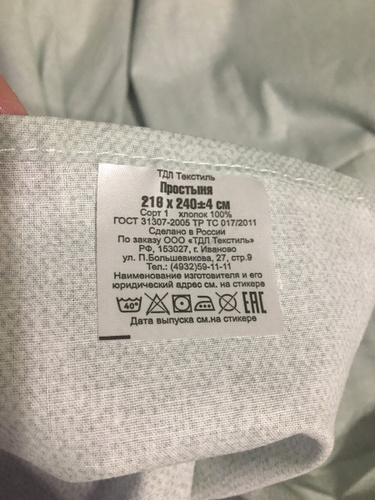 ТДЛ Текстиль
Простыня
218 х 240±4 см
Сорт 1 хлопок 100%
ГОСТ 31307-2005 ТР ТС 017/2011
Сделано в России
По заказу ООО «ТДЛ Текстиль»
РФ, 153027, г. Иваново
ул. П.Большевикова, 27, стр.9
Тел.: (4932)59-11-11
Наименование изготовителя и его
юридический адрес см. на стикере
40° EAC
Дата выпуска см.на стикере